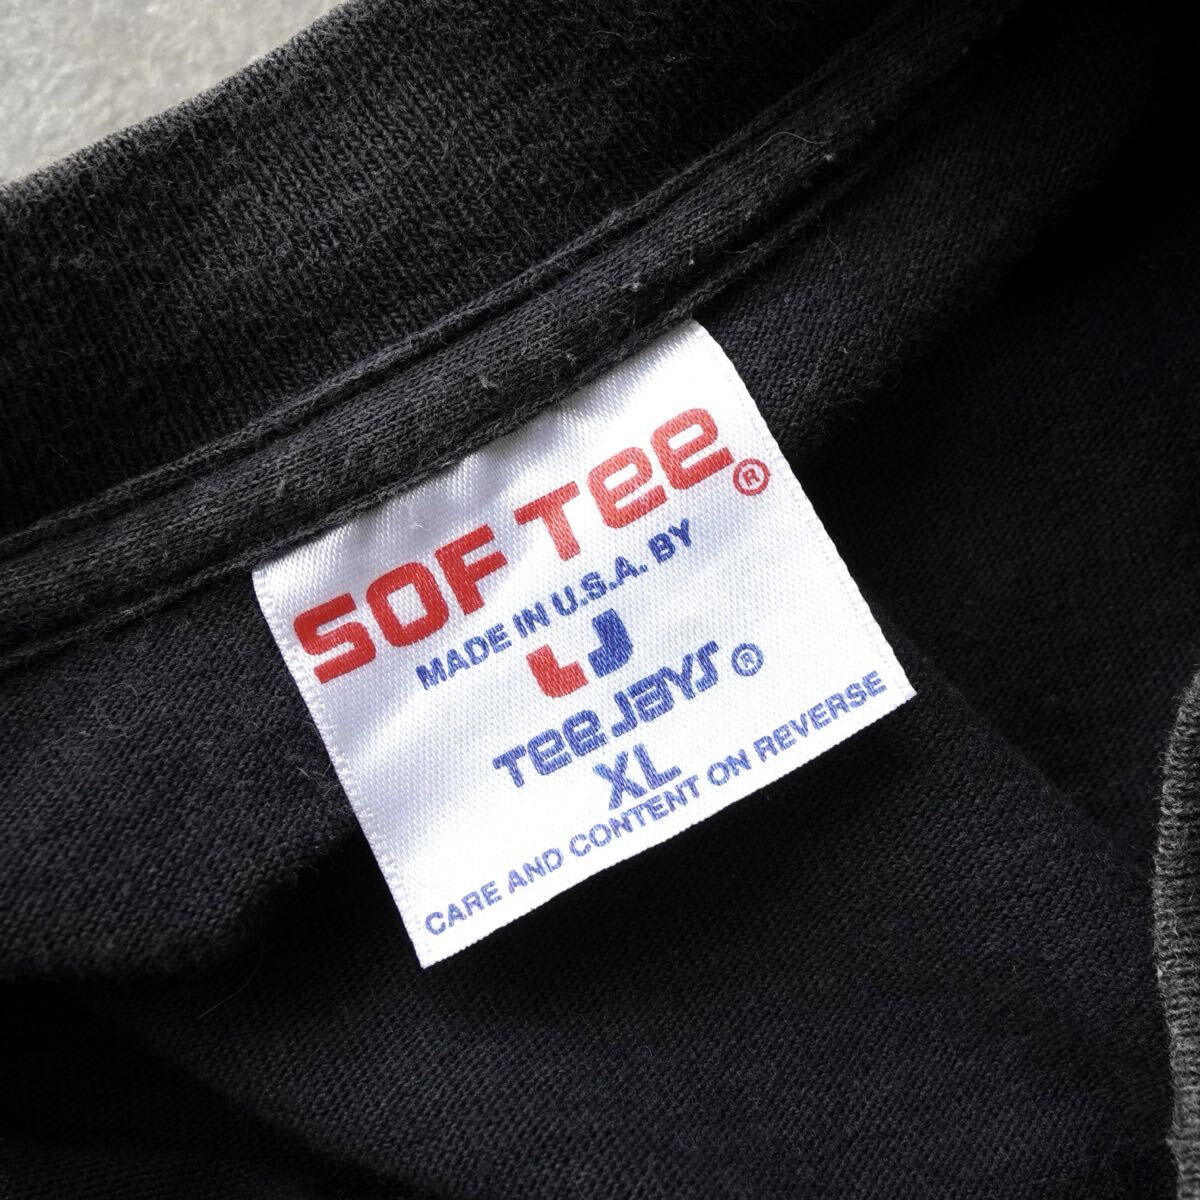 SOF TEE®
MADE IN U.S.A. BY
TEE JAYS®
XL
CARE AND CONTENT ON REVERSE